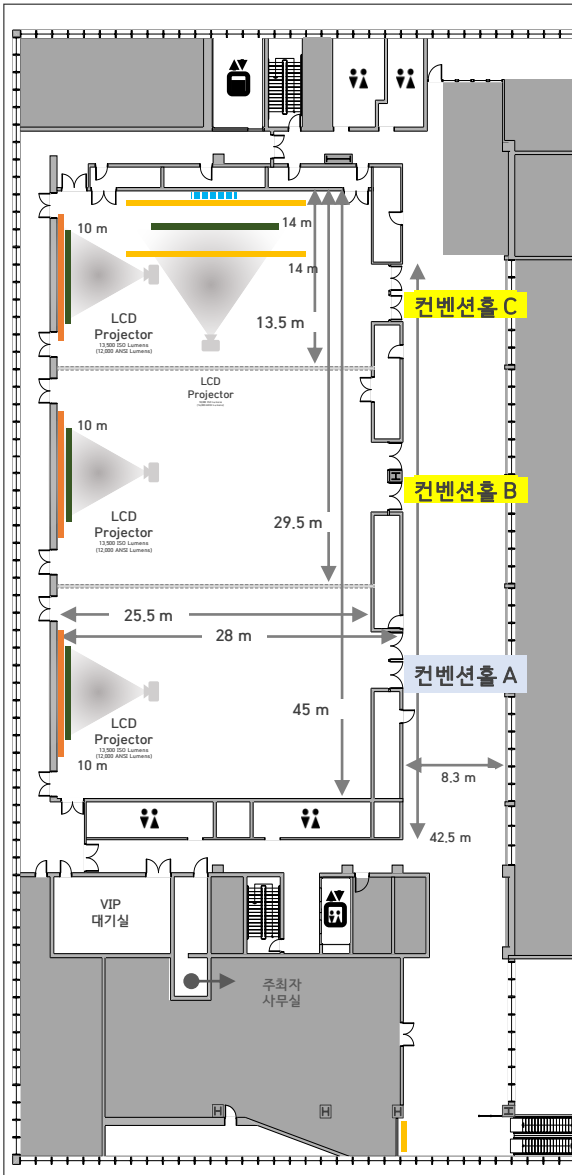 10 m
14 m
14 m
LCD
Projector
13,500 ISO Lumens
(12,000 ANSI Lumens)
13.5 m
컨벤션홀 C
LCD
Projector
10 m
LCD
Projector
13,500 ISO Lumens
(12,000 ANSI Lumens)
H
컨벤션홀 B
29.5 m
25.5 m
28 m
컨벤션홀 A
45 m
LCD
Projector
13,500 ISO Lumens
(12,000 ANSI Lumens)
10 m
8.3 m
42.5 m
VIP
대기실
주최자
사무실
H
H
H
H